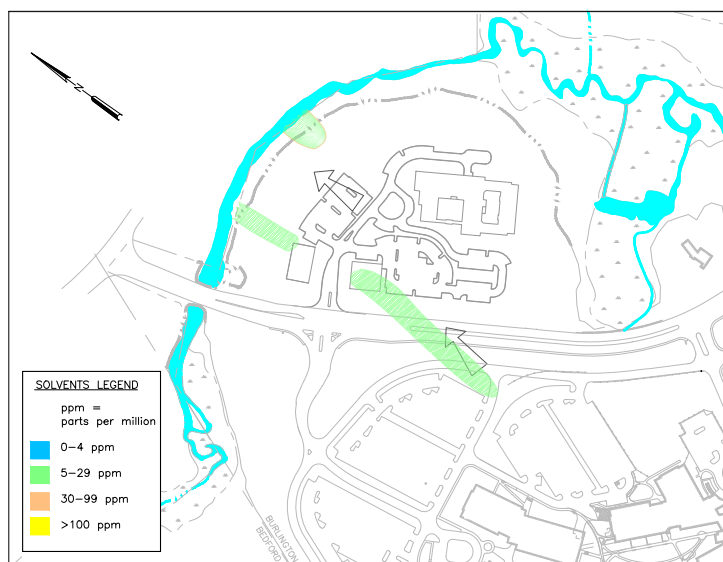 N
SOLVENTS LEGEND
ppm =
parts per million
0-4 ppm
5-29 ppm
30-99 ppm
>100 ppm
BURLINGTON
BEDFORD